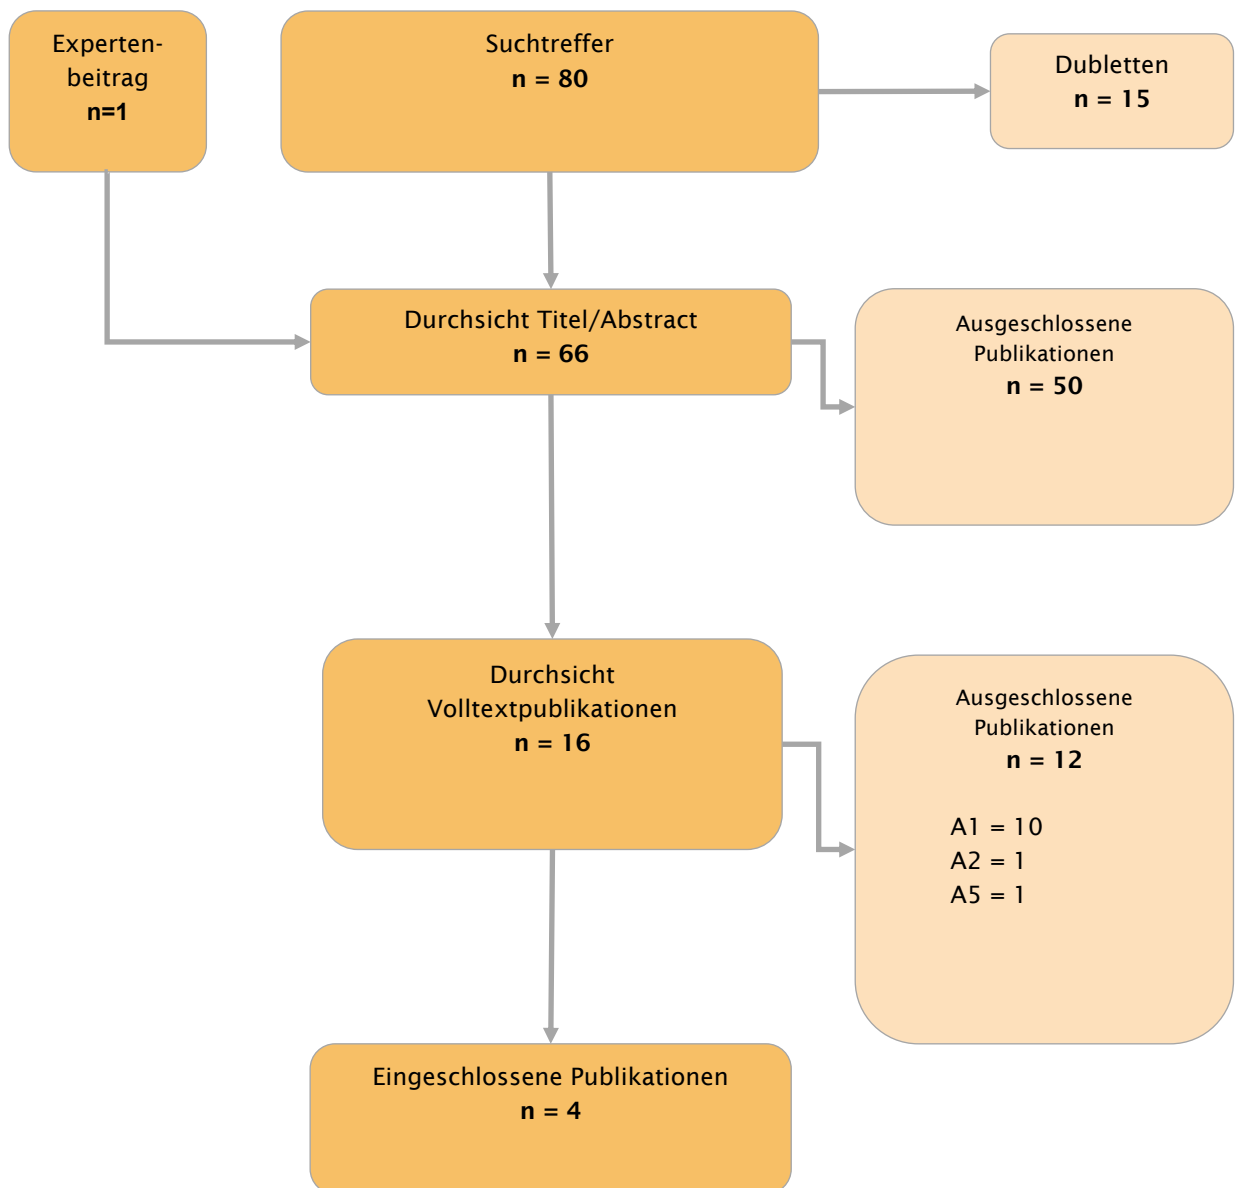 Experten-
beitrag
n=1
Suchtreffer
n = 80
Dubletten
n = 15
Durchsicht Titel/Abstract
n = 66
Ausgeschlossene
Publikationen
n = 50
Durchsicht
Volltextpublikationen
n = 16
Ausgeschlossene
Publikationen
n = 12
A1 = 10
A2 = 1
A5 = 1
Eingeschlossene Publikationen
n = 4